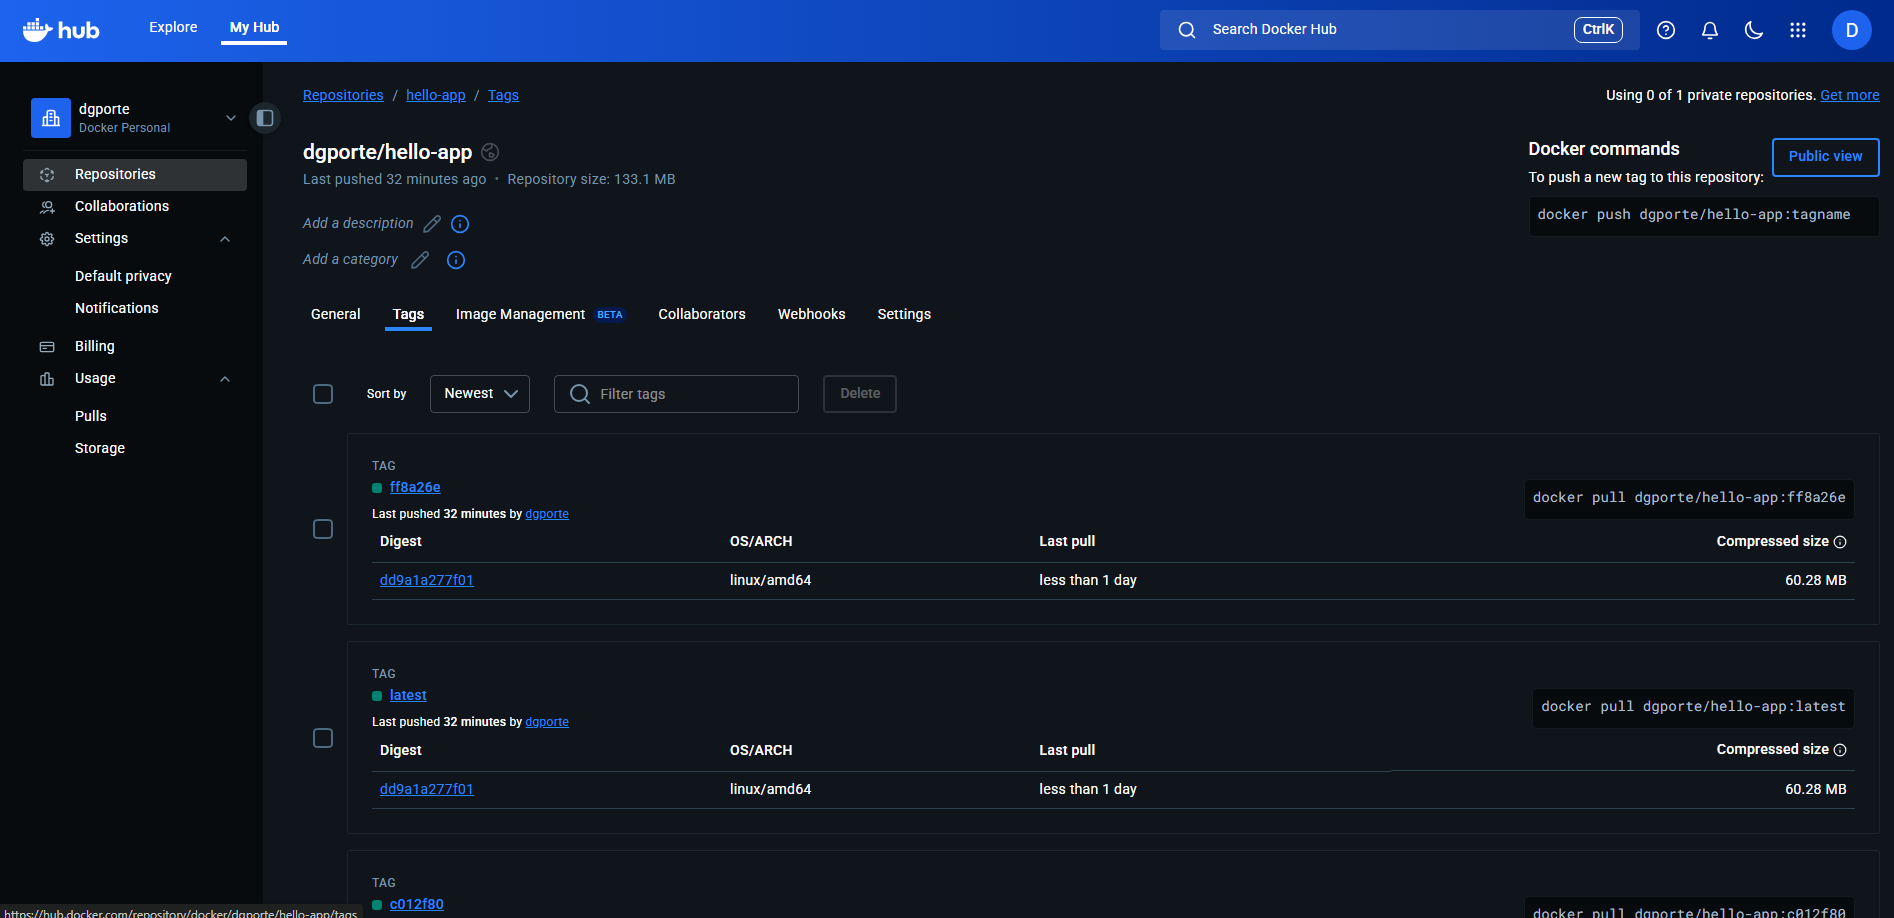 hub
Explore
My Hub
Search Docker Hub
CtrlK
D
dgporte
Docker Personal
Repositories
Collaborations
Settings
Default privacy
Notifications
Billing
Usage
Pulls
Storage
Repositories / hello-app / Tags
Using 0 of 1 private repositories. Get more
dgporte/hello-app
Last pushed 32 minutes ago • Repository size: 133.1 MB
Add a description
Add a category
Docker commands
Public view
To push a new tag to this repository:
docker push dgporte/hello-app:tagname
General
Tags
Image Management BETA
Collaborators
Webhooks
Settings
Sort by
Newest
Filter tags
Delete
TAG
ff8a26e
Last pushed 32 minutes by dgporte
docker pull dgporte/hello-app:ff8a26e
Digest OS/ARCH Last pull Compressed size
dd9a1a277f01 linux/amd64 less than 1 day 60.28 MB
TAG
latest
Last pushed 32 minutes by dgporte
docker pull dgporte/hello-app:latest
Digest OS/ARCH Last pull Compressed size
dd9a1a277f01 linux/amd64 less than 1 day 60.28 MB
TAG
c012f80
docker pull dgporte/hello-app:c012f80
https://hub.docker.com/repository/docker/dgporte/hello-app/tags